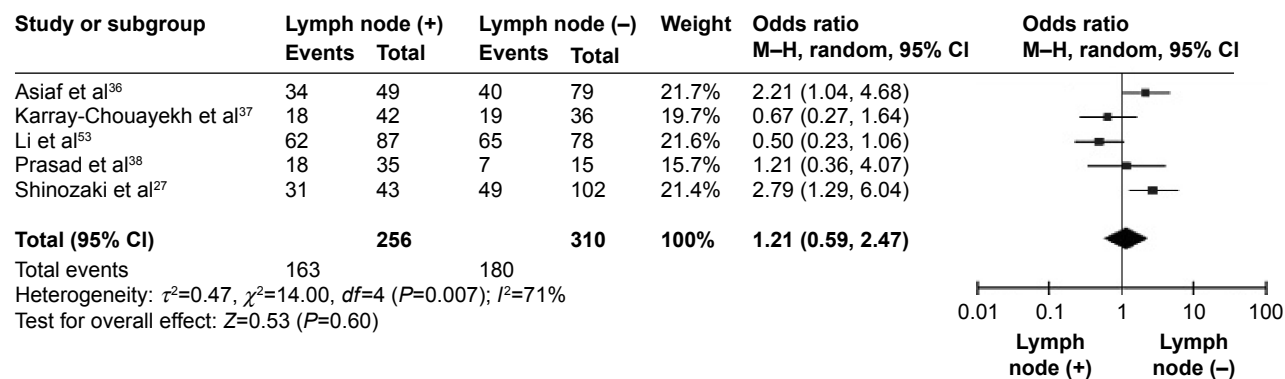 Study or subgroup Lymph node (+) Lymph node (–) Weight Odds ratio Odds ratio
Events Total Events Total M–H, random, 95% CI M–H, random, 95% CI
Asiaf et al³⁶ 34 49 40 79 21.7% 2.21 (1.04, 4.68)
Karray-Chouayekh et al³⁷ 18 42 19 36 19.7% 0.67 (0.27, 1.64)
Li et al⁵³ 62 87 65 78 21.6% 0.50 (0.23, 1.06)
Prasad et al³⁸ 18 35 7 15 15.7% 1.21 (0.36, 4.07)
Shinozaki et al²⁷ 31 43 49 102 21.4% 2.79 (1.29, 6.04)
Total (95% CI) 256 310 100% 1.21 (0.59, 2.47)
Total events 163 180
Heterogeneity: τ²=0.47, χ²=14.00, df=4 (P=0.007); I²=71%
Test for overall effect: Z=0.53 (P=0.60)
0.01 0.1 1 10 100
Lymph Lymph
node (+) node (–)